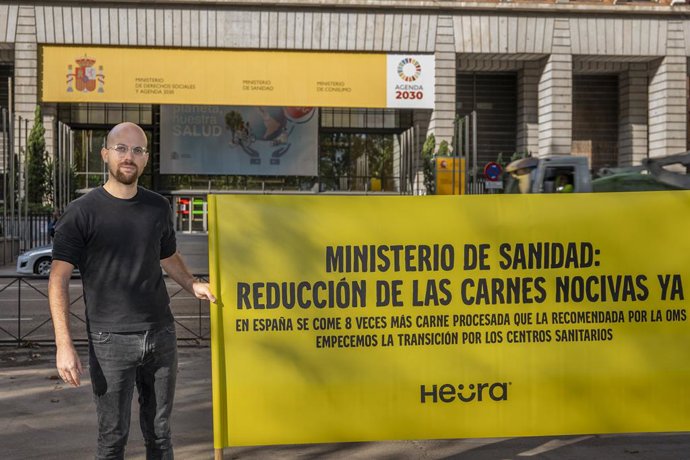 MINISTERIO
DE DERECHOS SOCIALES
Y AGENDA 2030
MINISTERIO
DE SANIDAD
MINISTERIO
DE CONSUMO
AGENDA
2030
nuestra
SALUD
MINISTERIO DE SANIDAD:
REDUCCIÓN DE LAS CARNES NOCIVAS YA
EN ESPAÑA SE COME 8 VECES MÁS CARNE PROCESADA QUE LA RECOMENDADA POR LA OMS
EMPECEMOS LA TRANSICIÓN POR LOS CENTROS SANITARIOS
Heüra